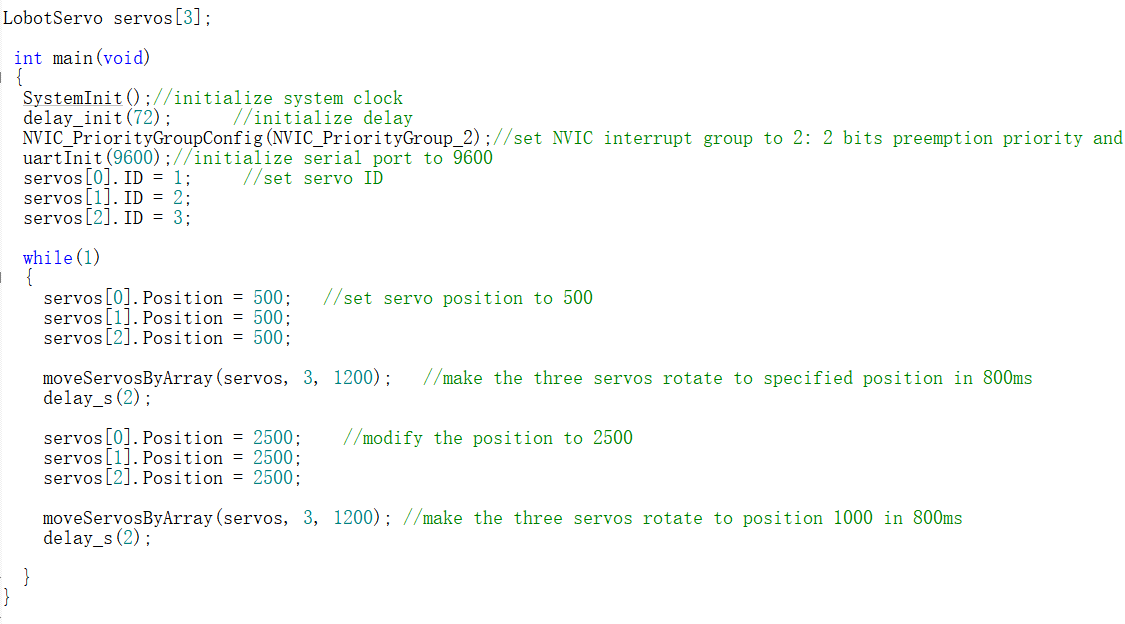 LobotServo servos[3];
int main(void)
{
SystemInit();//initialize system clock
delay_init(72);      //initialize delay
NVIC_PriorityGroupConfig(NVIC_PriorityGroup_2);//set NVIC interrupt group to 2: 2 bits preemption priority and
uartInit(9600);//initialize serial port to 9600
servos[0].ID = 1;     //set servo ID
servos[1].ID = 2;
servos[2].ID = 3;
while(1)
{
servos[0].Position = 500;   //set servo position to 500
servos[1].Position = 500;
servos[2].Position = 500;
moveServosByArray(servos, 3, 1200);   //make the three servos rotate to specified position in 800ms
delay_s(2);
servos[0].Position = 2500;    //modify the position to 2500
servos[1].Position = 2500;
servos[2].Position = 2500;
moveServosByArray(servos, 3, 1200); //make the three servos rotate to position 1000 in 800ms
delay_s(2);
}
}